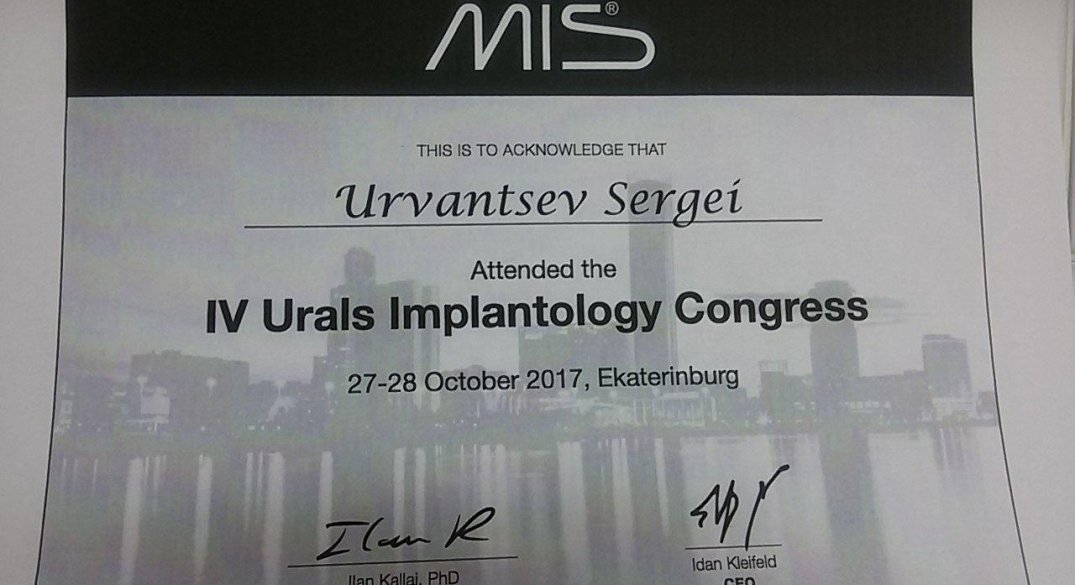 MIS®
THIS IS TO ACKNOWLEDGE THAT
Urvantsev Sergei
Attended the
IV Urals Implantology Congress
27-28 October 2017, Ekaterinburg
Ilan K
Ilan Kallai, PhD
Idan Kleifeld
CEO